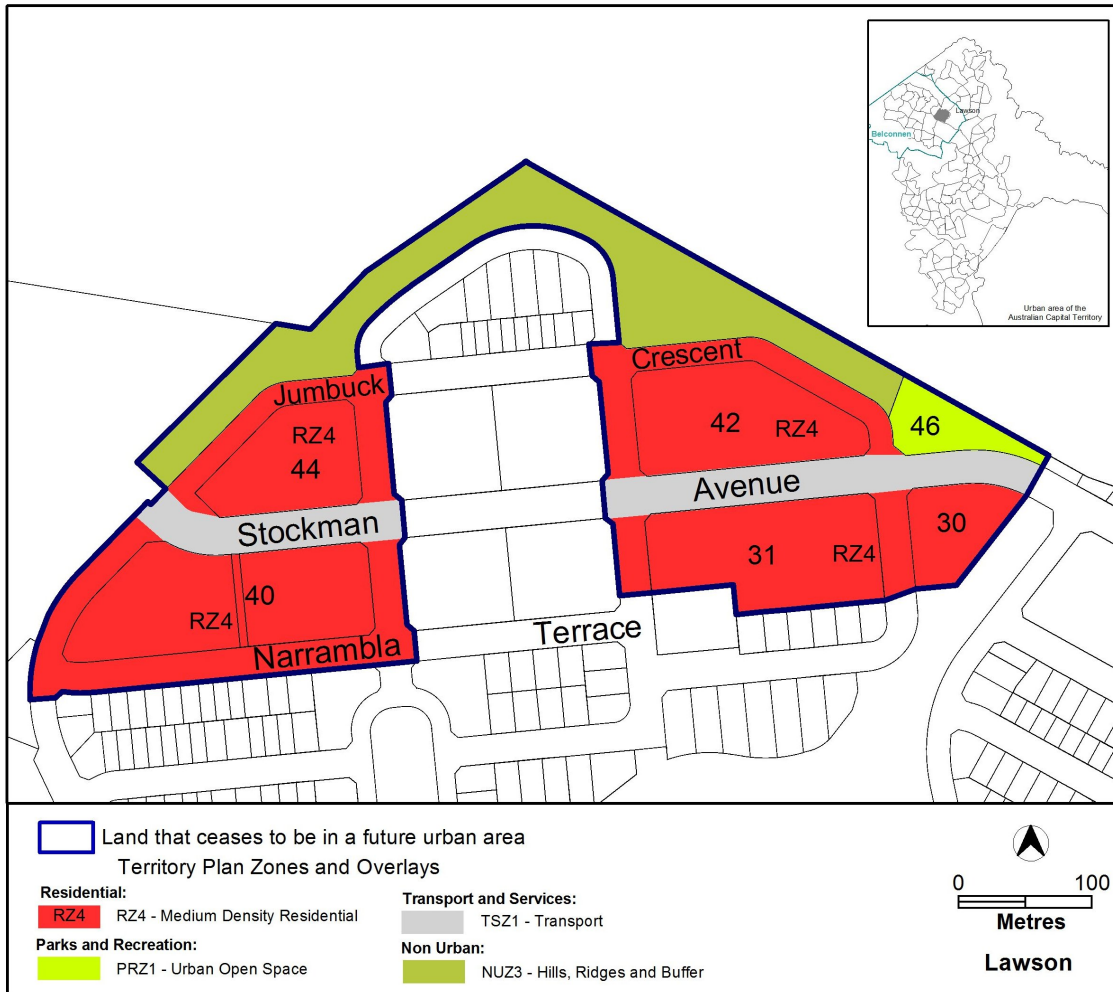 Lawson
Belconnen
Urban area of the
Australian Capital Territory
Jumbuck
Crescent
RZ4
44
42
RZ4
46
Stockman
Avenue
30
31
RZ4
40
RZ4
Narrambla
Terrace
Land that ceases to be in a future urban area
Territory Plan Zones and Overlays
Residential:
RZ4
RZ4 - Medium Density Residential
Parks and Recreation:
PRZ1 - Urban Open Space
Transport and Services:
TSZ1 - Transport
Non Urban:
NUZ3 - Hills, Ridges and Buffer
0
100
Metres
Lawson